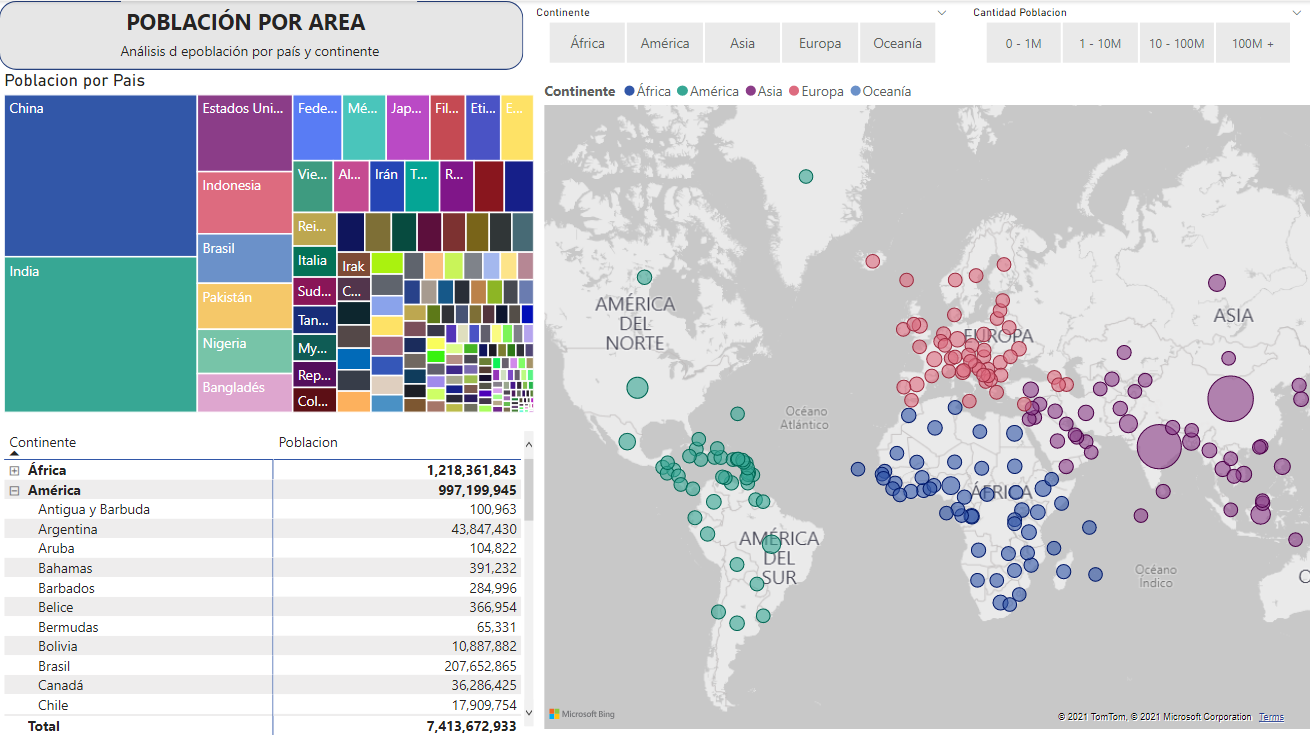 POBLACIÓN POR AREA
Análisis d epoblación por país y continente
Continente
África
América
Asia
Europa
Oceanía
Cantidad Poblacion
0 - 1M
1 - 10M
10 - 100M
100M +
Poblacion por Pais
China
India
Estados Uni...
Indonesia
Brasil
Pakistán
Nigeria
Bangladés
Fede...
Mé...
Jap...
Fil...
Eti...
E...
Vie...
Al...
Irán
T...
R...
Rei...
Italia
Irak
Sud...
C...
Tan...
My...
Rep...
Col...
Continente
África
América
Asia
Europa
Oceanía
AMÉRICA
DEL
NORTE
EUROPA
ASIA
Océano
Atlántico
ÁFRICA
AMÉRICA
DEL
SUR
Océano
Índico
O
Microsoft Bing
© 2021 TomTom, © 2021 Microsoft Corporation Terms
Continente Poblacion
África 1,218,361,843
América 997,199,945
Antigua y Barbuda 100,963
Argentina 43,847,430
Aruba 104,822
Bahamas 391,232
Barbados 284,996
Belice 366,954
Bermudas 65,331
Bolivia 10,887,882
Brasil 207,652,865
Canadá 36,286,425
Chile 17,909,754
Total 7,413,672,933